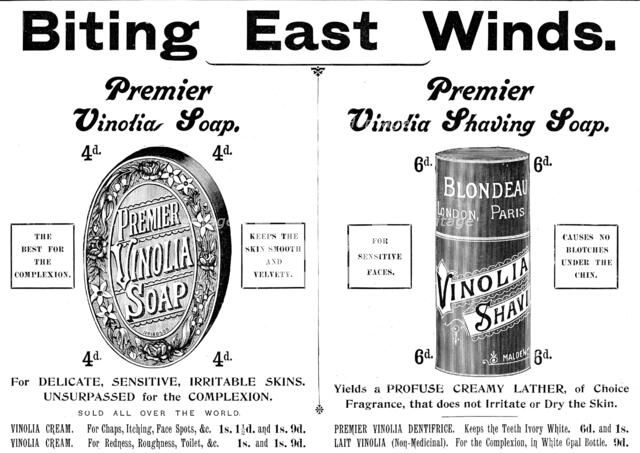 Biting East Winds.
Premier
Vinolia Soap.
4d. 4d.
THE
BEST FOR
THE
COMPLEXION.
PREMIER
VINOLIA
SOAP
KEEPS THE
SKIN SMOOTH
AND
VELVETY.
4d. 4d.
For DELICATE, SENSITIVE, IRRITABLE SKINS.
UNSURPASSED for the COMPLEXION.
SOLD ALL OVER THE WORLD.
VINOLIA CREAM. For Chaps, Itching, Face Spots, &c. 1s. 1½d. and 1s. 9d.
VINOLIA CREAM. For Redness, Roughness, Toilet, &c. 1s. and 1s. 9d.
Premier
Vinolia Shaving Soap.
6d. 6d.
FOR
SENSITIVE
FACES.
BLONDEAU
LONDON, PARIS
VINOLIA
SHAVI
MALDEN
CAUSES NO
BLOTCHES
UNDER THE
CHIN.
6d. 6d.
Yields a PROFUSE CREAMY LATHER, of Choice
Fragrance, that does not Irritate or Dry the Skin.
PREMIER VINOLIA DENTIFRICE. Keeps the Teeth Ivory White. 6d. and 1s.
LAIT VINOLIA (Non-Medicinal). For the Complexion, in White Opal Bottle. 9d.